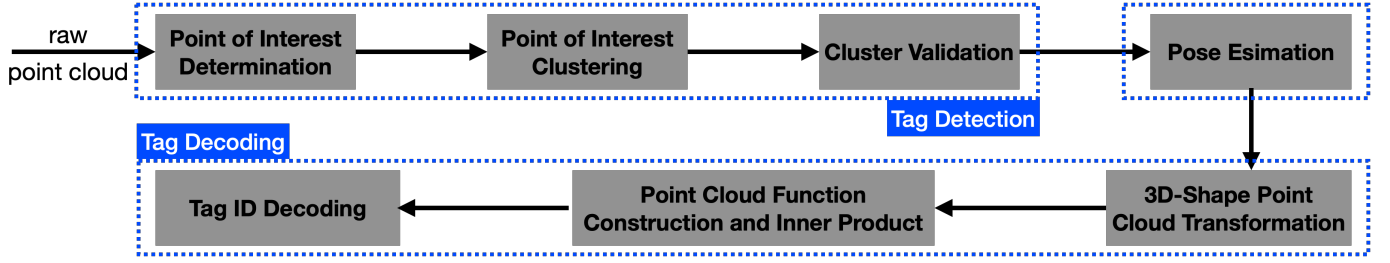 raw
point cloud
Point of Interest
Determination
Point of Interest
Clustering
Cluster Validation
Pose Esimation
Tag Detection
Tag Decoding
3D-Shape Point
Cloud Transformation
Point Cloud Function
Construction and Inner Product
Tag ID Decoding